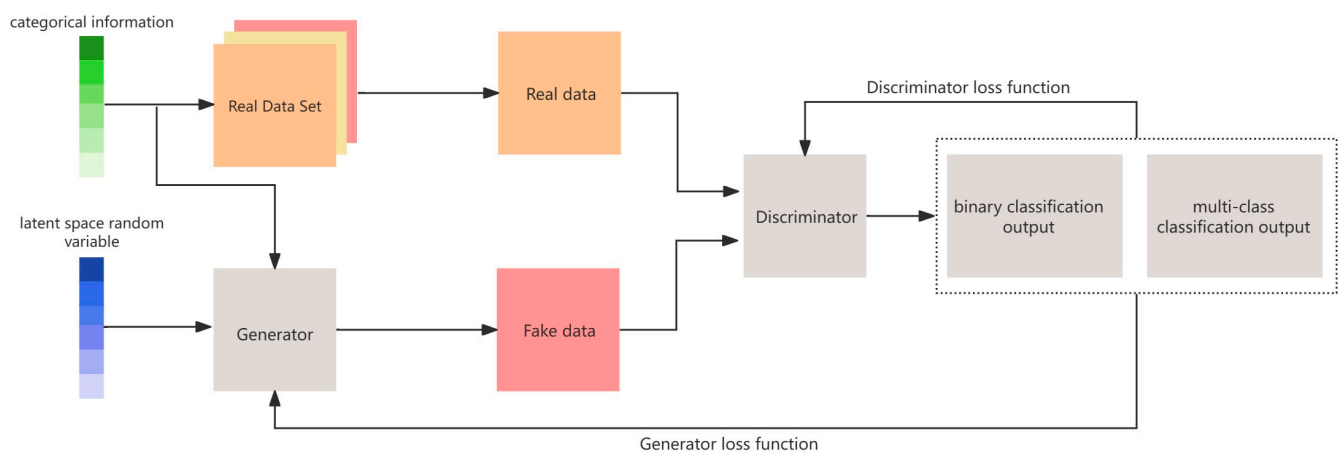 categorical information
Real Data Set
Real data
Discriminator loss function
latent space random
variable
Discriminator
binary classification
output
multi-class
classification output
Generator
Fake data
Generator loss function